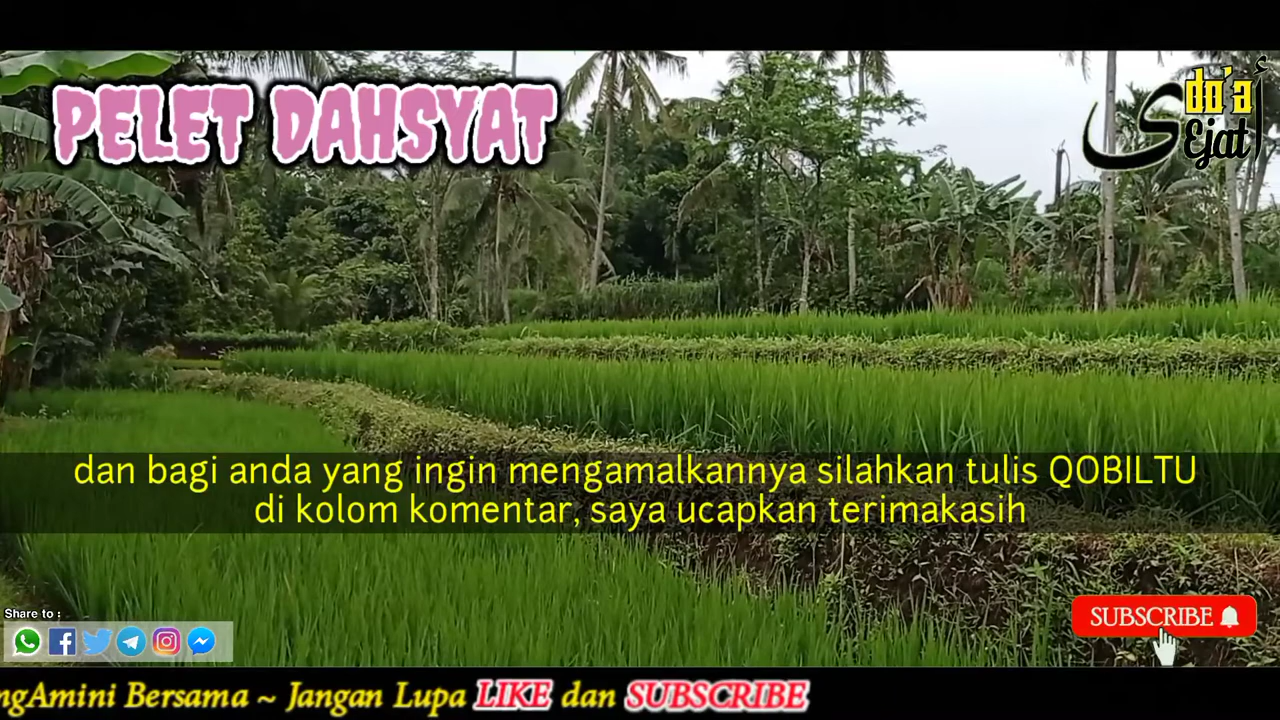 PELET DAHSYAT
do'a
Ejat
dan bagi anda yang ingin mengamalkannya silahkan tulis QOBILTU
di kolom komentar, saya ucapkan terimakasih
Share to :
SUBSCRIBE
ngAmini Bersama ~ Jangan Lupa LIKE dan SUBSCRIBE